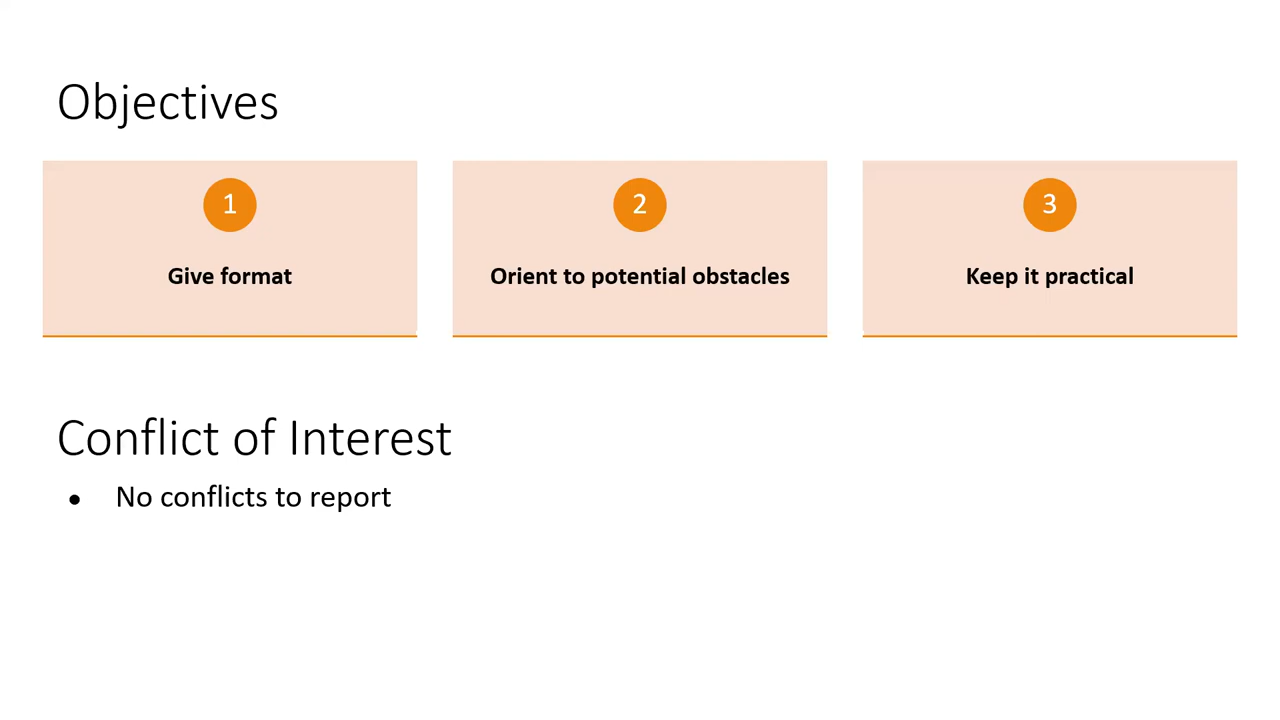 Objectives
1
Give format
2
Orient to potential obstacles
3
Keep it practical
Conflict of Interest
● No conflicts to report